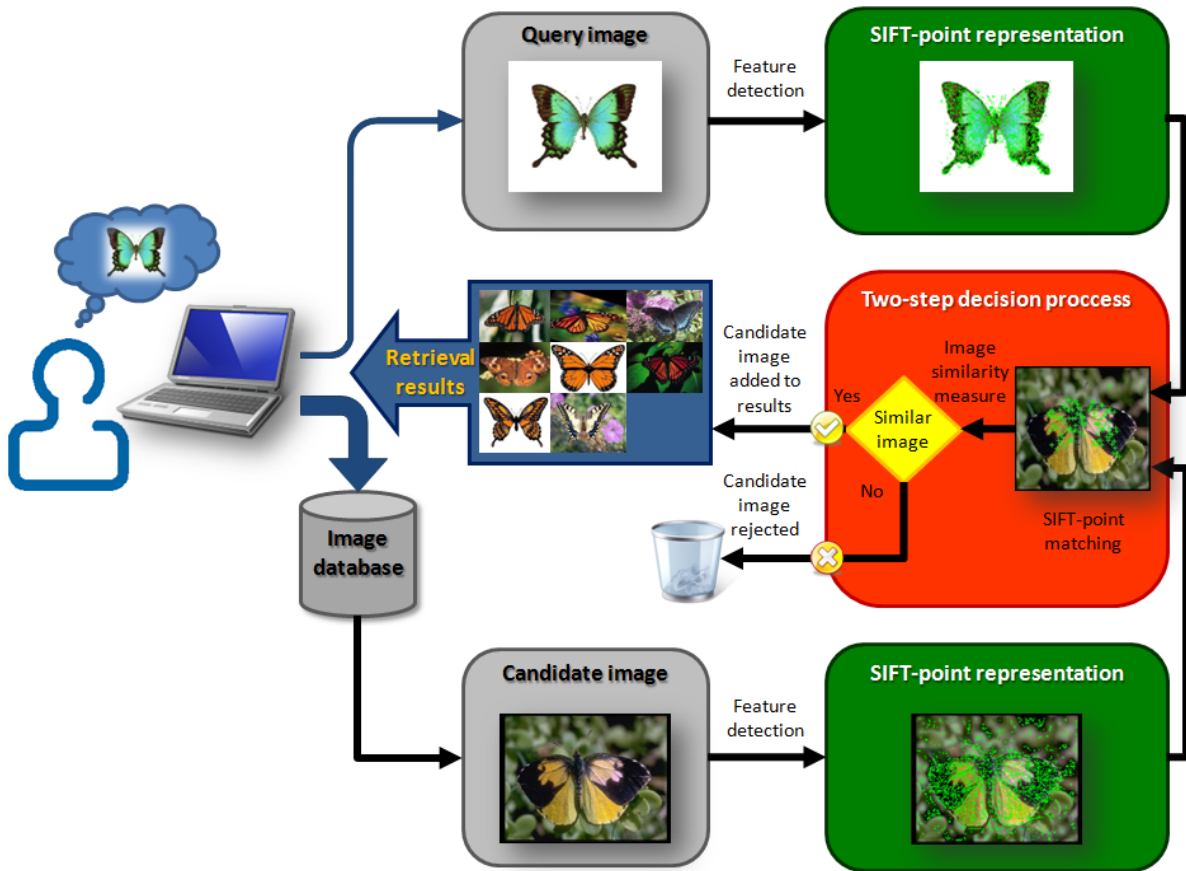 Query image
Feature
detection
SIFT-point representation
Retrieval
results
Candidate
image
added to
results
Two-step decision proccess
Image
similarity
measure
Yes
Similar
image
No
SIFT-point
matching
Candidate
image
rejected
Image
database
Candidate image
Feature
detection
SIFT-point representation